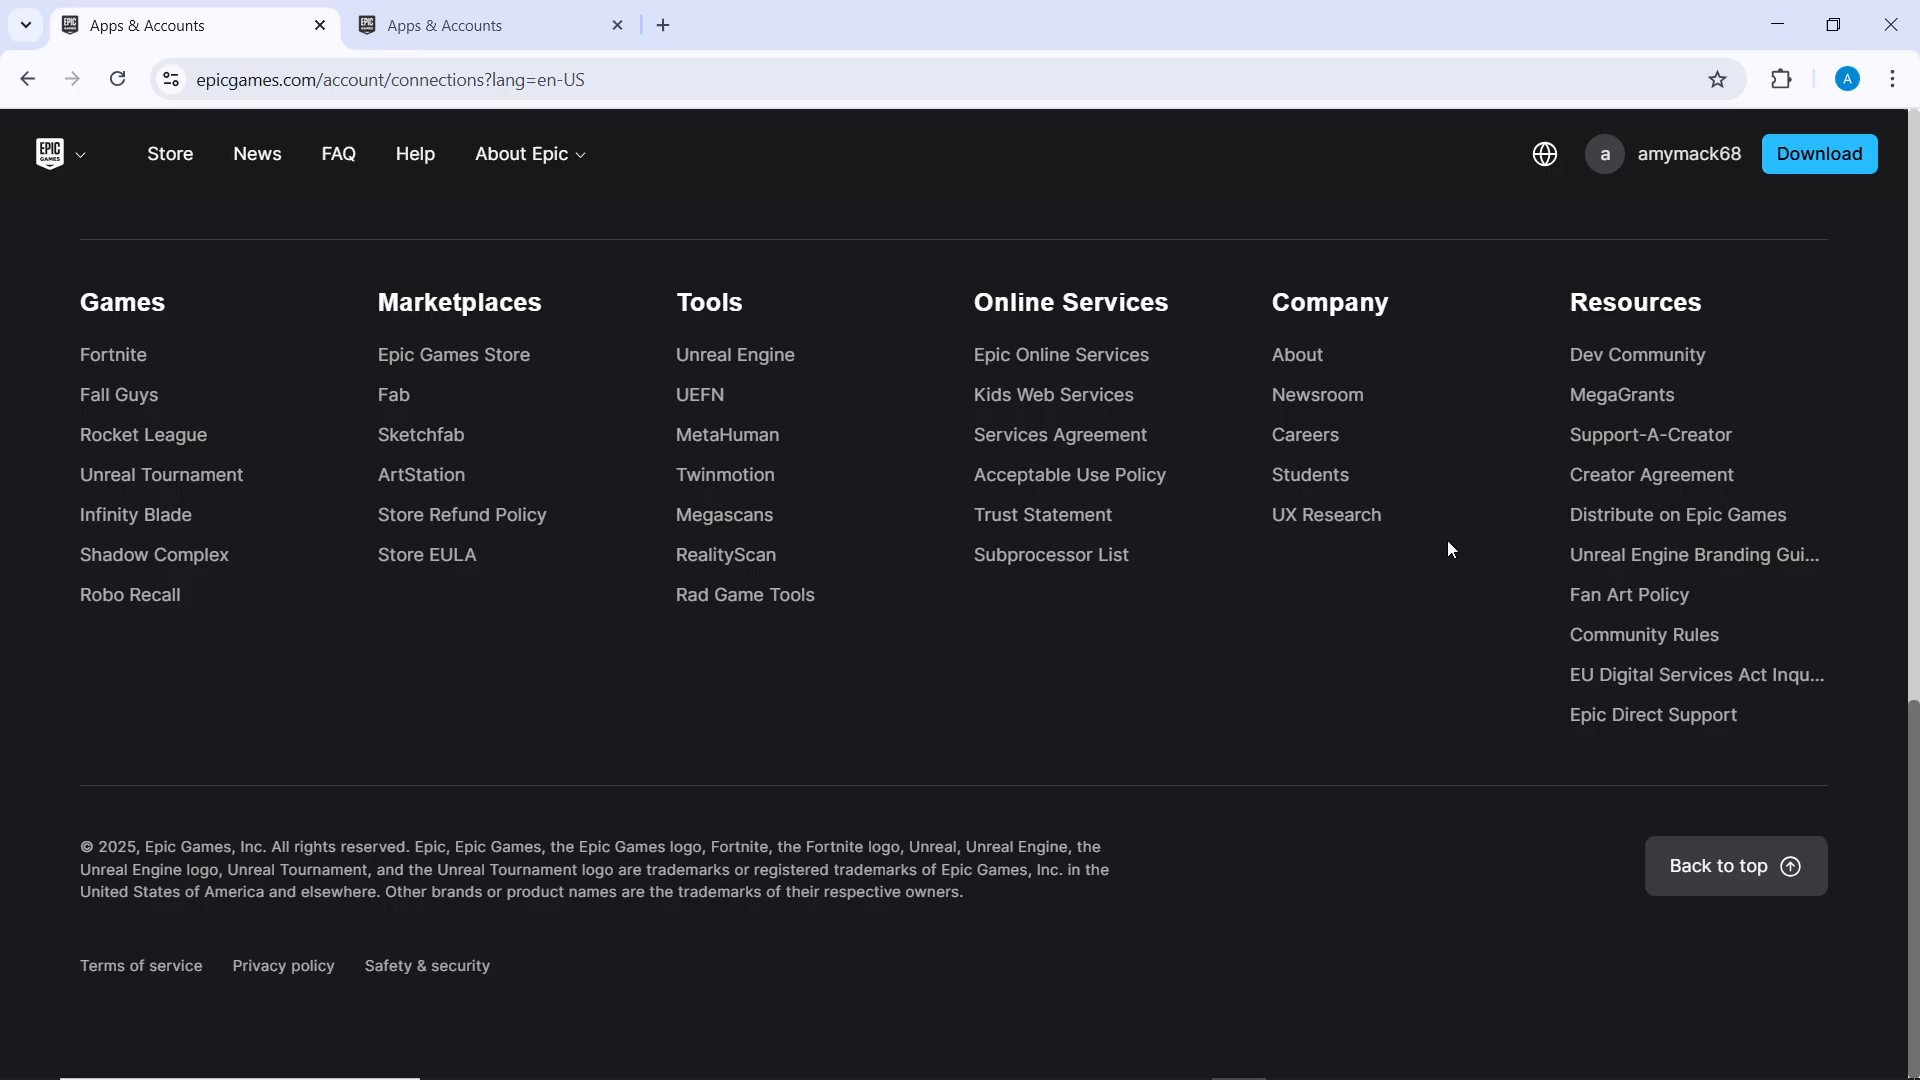 Apps & Accounts
Apps & Accounts
epicgames.com/account/connections?lang=en-US
A
EPIC GAMES
Store
News
FAQ
Help
About Epic
a
amymack68
Download
Games
Fortnite
Fall Guys
Rocket League
Unreal Tournament
Infinity Blade
Shadow Complex
Robo Recall
Marketplaces
Epic Games Store
Fab
Sketchfab
ArtStation
Store Refund Policy
Store EULA
Tools
Unreal Engine
UEFN
MetaHuman
Twinmotion
Megascans
RealityScan
Rad Game Tools
Online Services
Epic Online Services
Kids Web Services
Services Agreement
Acceptable Use Policy
Trust Statement
Subprocessor List
Company
About
Newsroom
Careers
Students
UX Research
Resources
Dev Community
MegaGrants
Support-A-Creator
Creator Agreement
Distribute on Epic Games
Unreal Engine Branding Gui...
Fan Art Policy
Community Rules
EU Digital Services Act Inqu...
Epic Direct Support
© 2025, Epic Games, Inc. All rights reserved. Epic, Epic Games, the Epic Games logo, Fortnite, the Fortnite logo, Unreal, Unreal Engine, the
Unreal Engine logo, Unreal Tournament, and the Unreal Tournament logo are trademarks or registered trademarks of Epic Games, Inc. in the
United States of America and elsewhere. Other brands or product names are the trademarks of their respective owners.
Back to top
Terms of service
Privacy policy
Safety & security